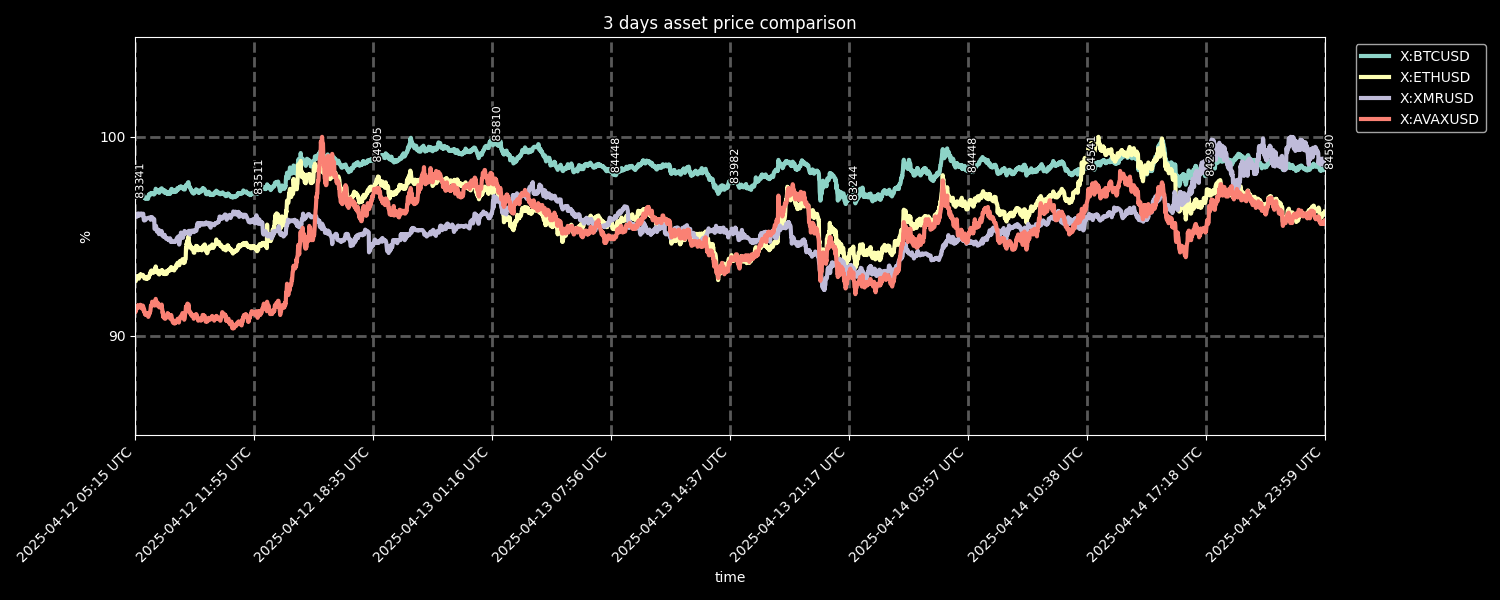 3 days asset price comparison
X:BTCUSD
X:ETHUSD
X:XMRUSD
X:AVAXUSD
100
90
%
83341
83511
84905
85810
84448
83982
83244
84448
84590
2025-04-12 05:15 UTC
2025-04-12 11:55 UTC
2025-04-12 18:35 UTC
2025-04-13 01:16 UTC
2025-04-13 07:56 UTC
2025-04-13 14:37 UTC
2025-04-13 21:17 UTC
2025-04-14 03:57 UTC
2025-04-14 10:38 UTC
2025-04-14 17:18 UTC
2025-04-14 23:59 UTC
time